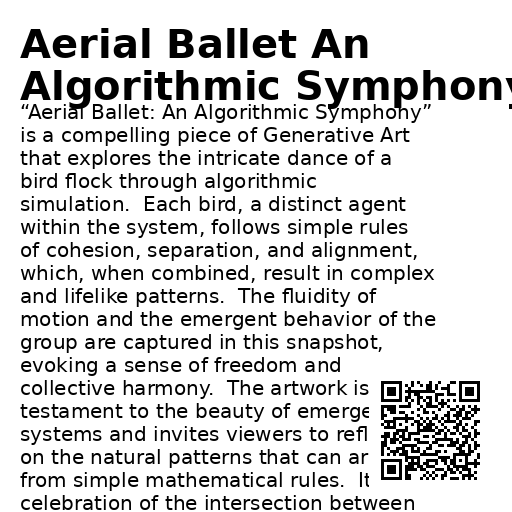 Aerial Ballet An
Algorithmic Symphony
“Aerial Ballet: An Algorithmic Symphony”
is a compelling piece of Generative Art
that explores the intricate dance of a
bird flock through algorithmic
simulation.  Each bird, a distinct agent
within the system, follows simple rules
of cohesion, separation, and alignment,
which, when combined, result in complex
and lifelike patterns.  The fluidity of
motion and the emergent behavior of the
group are captured in this snapshot,
evoking a sense of freedom and
collective harmony.  The artwork is
testament to the beauty of emerge
systems and invites viewers to refl
on the natural patterns that can ar
from simple mathematical rules.  It
celebration of the intersection between